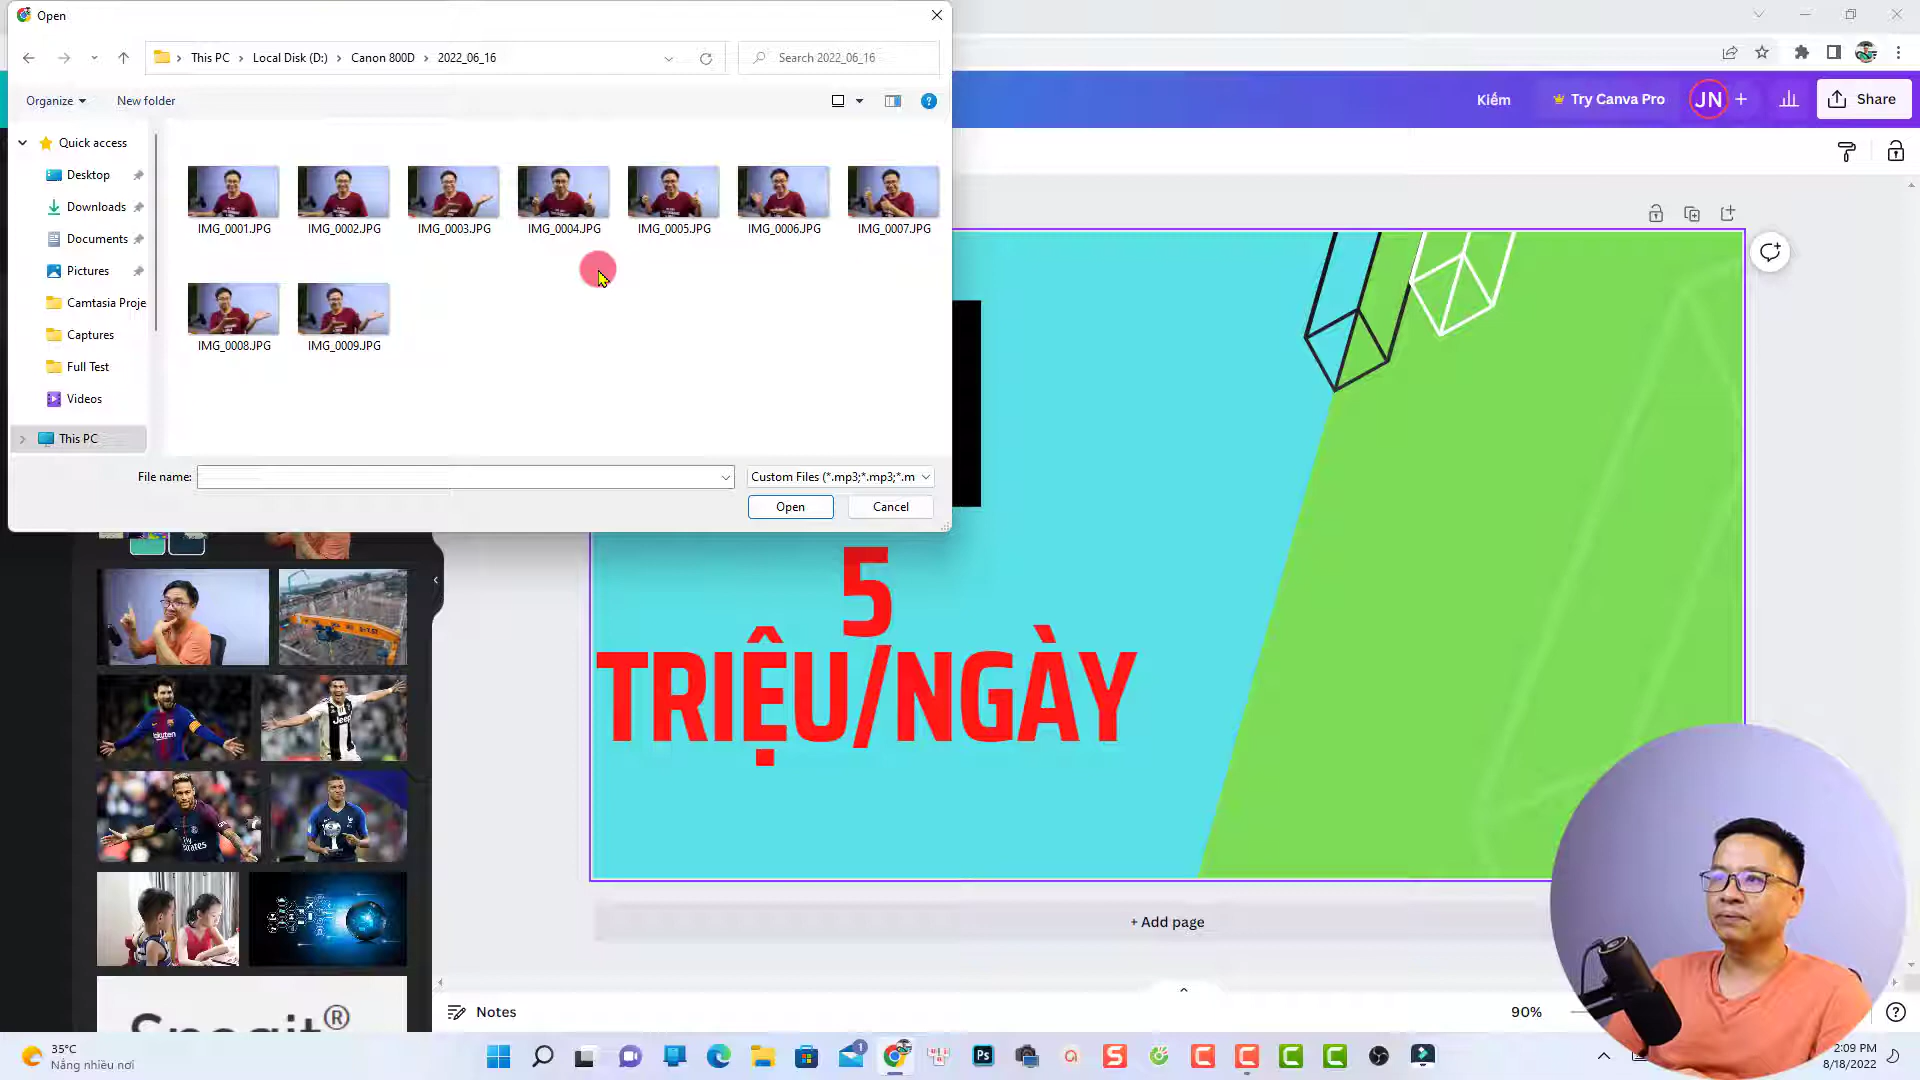 Open
This PC
Local Disk (D:)
Canon 800D
2022_06_16
Search 2022_06_16
Organize
New folder
Quick access
Desktop
Downloads
Documents
Pictures
Camtasia Proje
Captures
Full Test
Videos
This PC
IMG_0001.JPG
IMG_0002.JPG
IMG_0003.JPG
IMG_0004.JPG
IMG_0005.JPG
IMG_0006.JPG
IMG_0007.JPG
IMG_0008.JPG
IMG_0009.JPG
File name:
Custom Files (*.mp3;*.mp3;*.m
Open
Cancel
Kiếm
Try Canva Pro
JN
Share
5
TRIỆU/NGÀY
+ Add page
Notes
90%
35°C
Nắng nhiều nơi
2:09 PM
8/18/2022